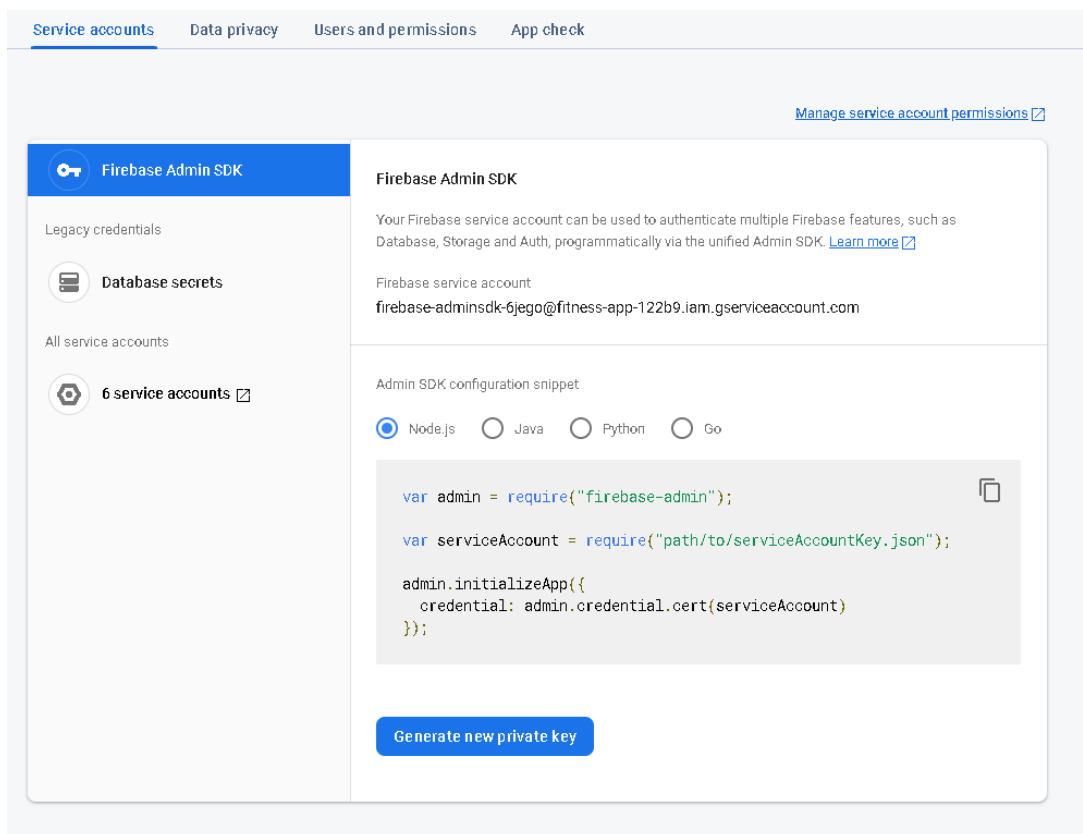 Service accounts Data privacy Users and permissions App check
Manage service account permissions
Firebase Admin SDK
Legacy credentials
Database secrets
All service accounts
6 service accounts
Firebase Admin SDK
Your Firebase service account can be used to authenticate multiple Firebase features, such as
Database, Storage and Auth, programmatically via the unified Admin SDK. Learn more
Firebase service account
firebase-adminsdk-6jego@fitness-app-122b9.iam.gserviceaccount.com
Admin SDK configuration snippet
Node.js Java Python Go
var admin = require("firebase-admin");
var serviceAccount = require("path/to/serviceAccountKey.json");
admin.initializeApp({
  credential: admin.credential.cert(serviceAccount)
});
Generate new private key